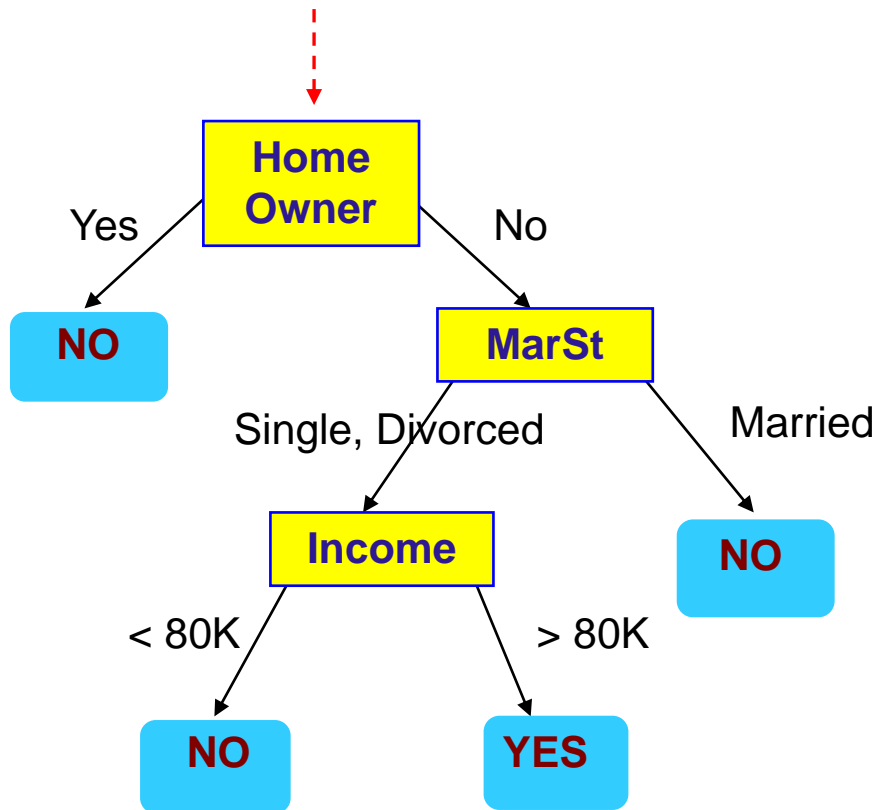 Home
Owner
Yes
No
NO
MarSt
Single, Divorced
Married
Income
NO
< 80K
> 80K
NO
YES